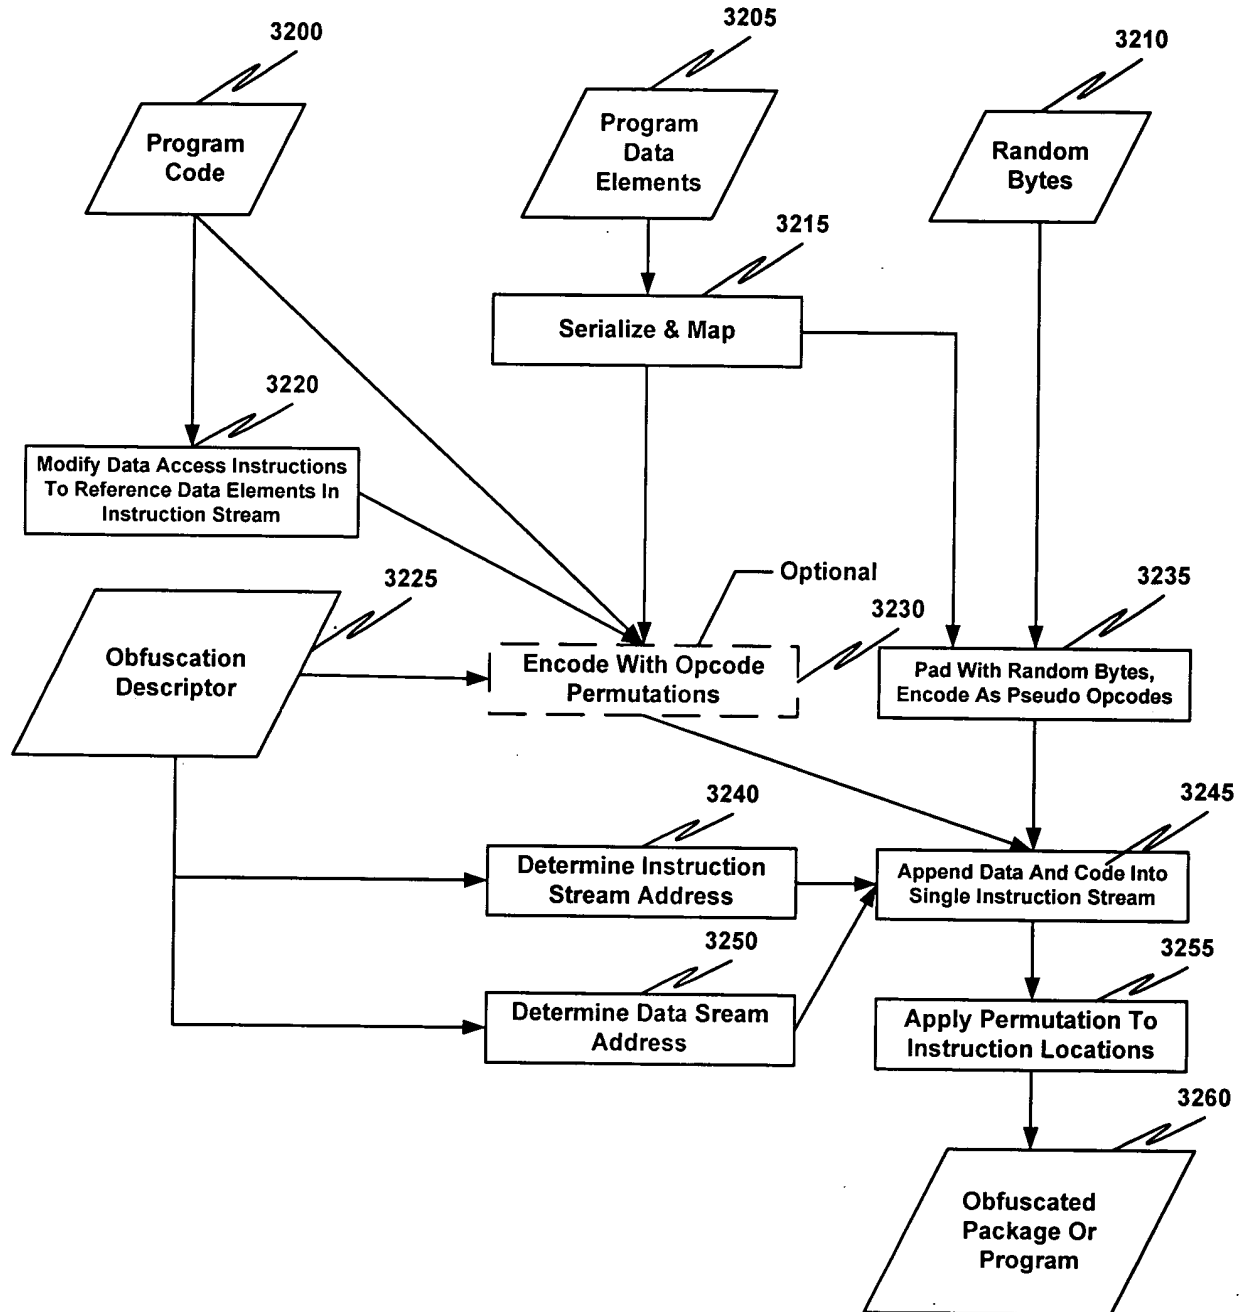 3200
3205
3210
Program
Code
Program
Data
Elements
Random
Bytes
3215
Serialize & Map
3220
Modify Data Access Instructions
To Reference Data Elements In
Instruction Stream
3225
Obfuscation
Descriptor
Optional
3230
Encode With Opcode
Permutations
3235
Pad With Random Bytes,
Encode As Pseudo Opcodes
3240
Determine Instruction
Stream Address
3245
Append Data And Code Into
Single Instruction Stream
3250
Determine Data Sream
Address
3255
Apply Permutation To
Instruction Locations
3260
Obfuscated
Package Or
Program